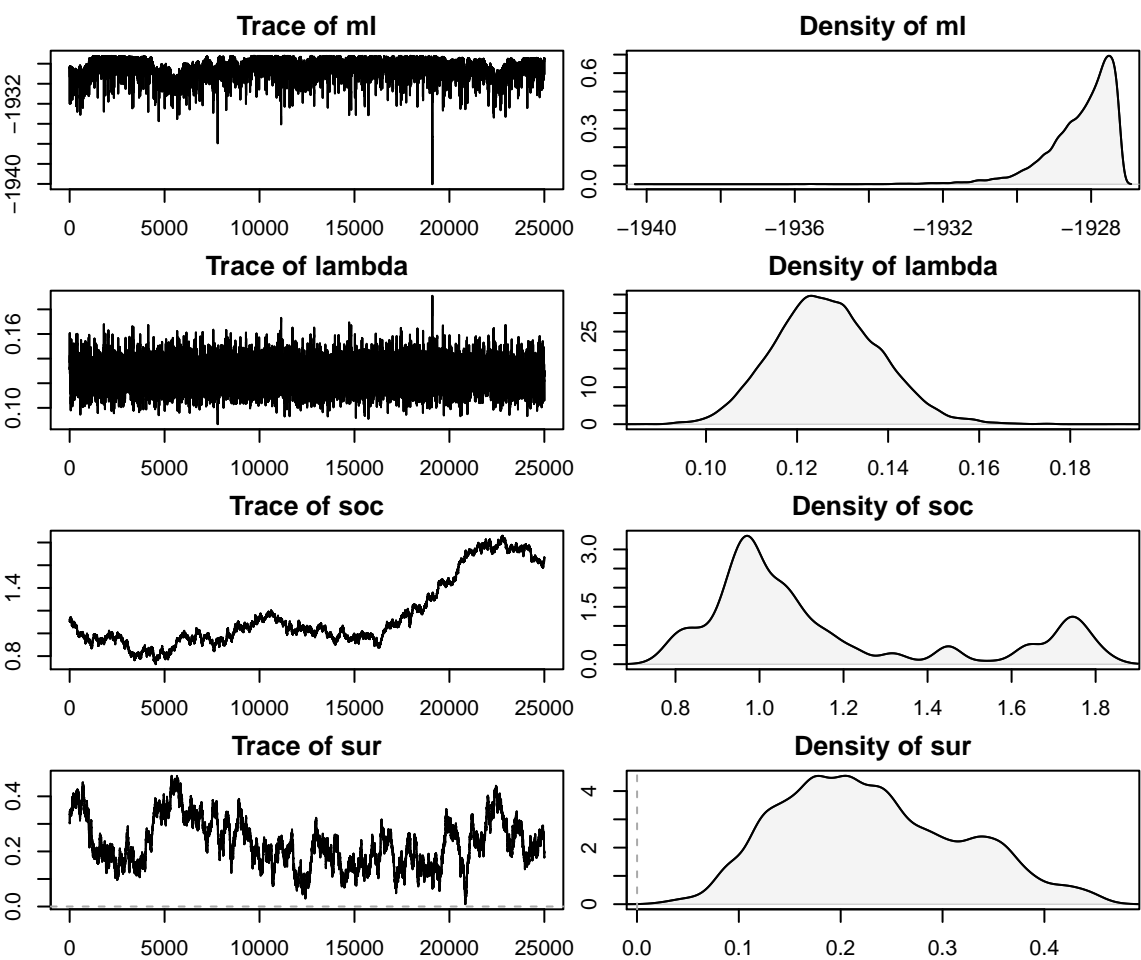 Trace of ml
−1940 −1932
0 5000 10000 15000 20000 25000
Density of ml
0.0 0.3 0.6
−1940 −1936 −1932 −1928
Trace of lambda
0.10 0.16
0 5000 10000 15000 20000 25000
Density of lambda
0 10 25
0.10 0.12 0.14 0.16 0.18
Trace of soc
0.8 1.4
0 5000 10000 15000 20000 25000
Density of soc
0.0 1.5 3.0
0.8 1.0 1.2 1.4 1.6 1.8
Trace of sur
0.0 0.2 0.4
0 5000 10000 15000 20000 25000
Density of sur
0 2 4
0.0 0.1 0.2 0.3 0.4